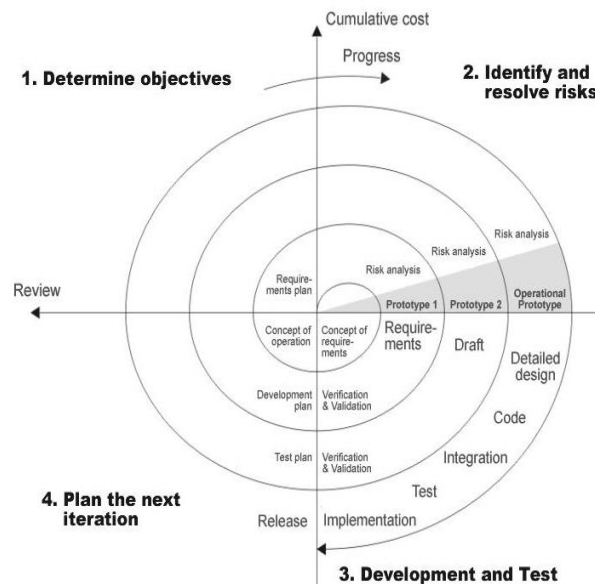 Cumulative cost
Progress
1. Determine objectives
2. Identify and
resolve risks
Risk analysis
Risk analysis
Risk analysis
Require-
ments plan
Review
Prototype 1
Prototype 2
Operational
Prototype
Concept of
operation
Concept of
require-
ments
Require-
ments
Draft
Detailed
design
Development
plan
Verification
& Validation
Code
Test plan
Verification
& Validation
Integration
Test
4. Plan the next
iteration
Release
Implementation
3. Development and Test